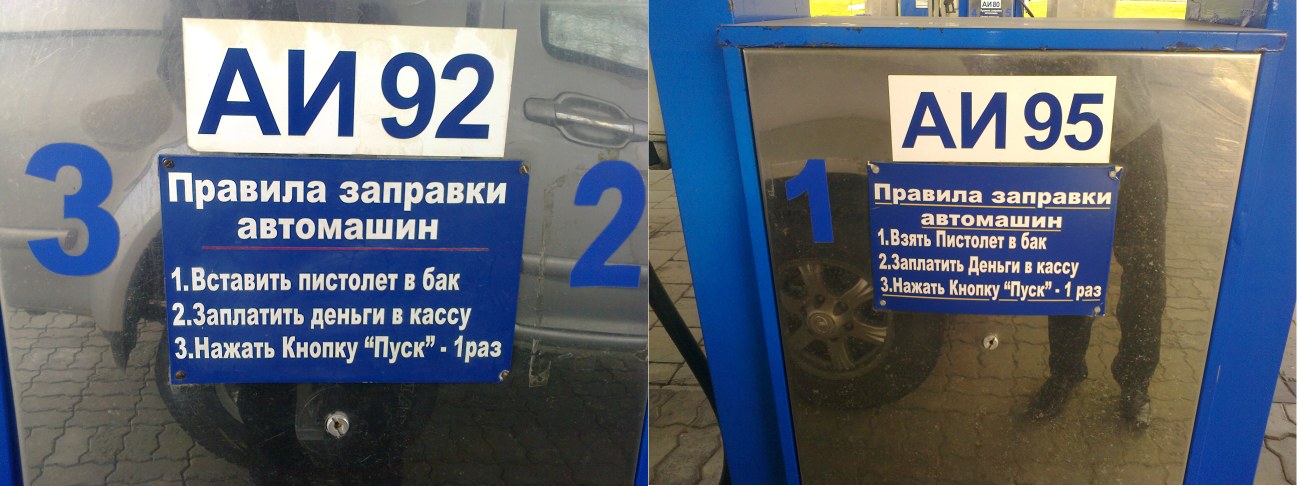 АИ 92
3
2
Правила заправки
автомашин
1.Вставить пистолет в бак
2.Заплатить деньги в кассу
3.Нажать Кнопку “Пуск” - 1раз
АИ 80
АИ 95
1
Правила заправки
автомашин
1.Взять Пистолет в бак
2.Заплатить Деньги в кассу
3.Нажать Кнопку “Пуск” - 1 раз